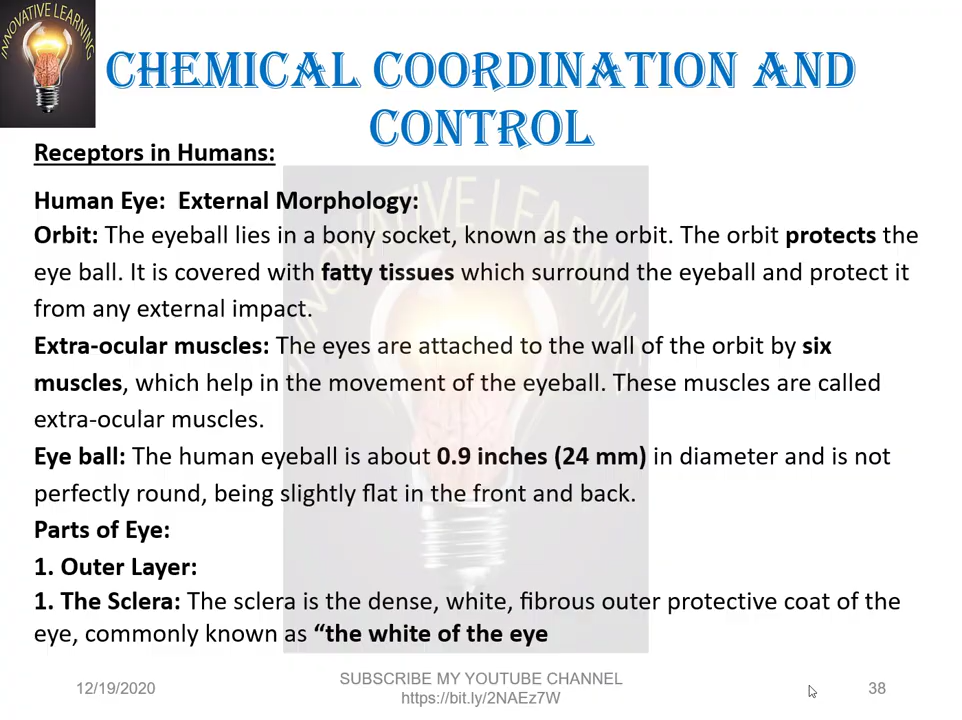 INNOVATIVE LEARNING
CHEMICAL COORDINATION AND
CONTROL
Receptors in Humans:
Human Eye:  External Morphology:
Orbit: The eyeball lies in a bony socket, known as the orbit. The orbit protects the
eye ball. It is covered with fatty tissues which surround the eyeball and protect it
from any external impact.
Extra-ocular muscles: The eyes are attached to the wall of the orbit by six
muscles, which help in the movement of the eyeball. These muscles are called
extra-ocular muscles.
Eye ball: The human eyeball is about 0.9 inches (24 mm) in diameter and is not
perfectly round, being slightly flat in the front and back.
Parts of Eye:
1. Outer Layer:
1. The Sclera: The sclera is the dense, white, fibrous outer protective coat of the
eye, commonly known as “the white of the eye
INNOVATIVE LEARNING
12/19/2020
SUBSCRIBE MY YOUTUBE CHANNEL
https://bit.ly/2NAEz7W
38